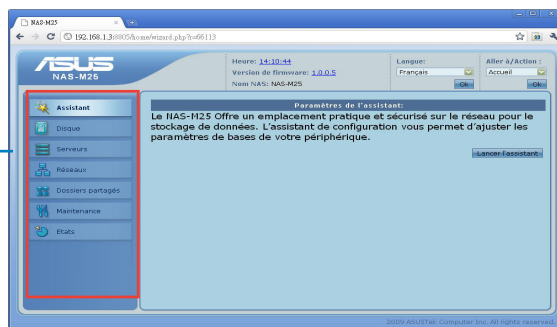 NAS-M25
192.168.1.3:8805/home/wizard.php?r=66113
ASUS
NAS-M25
Heure: 14:10:44
Version de firmware: 1.0.0.5
Nom NAS: NAS-M25
Langue:
Français
Ok
Aller à/Action :
Accueil
Ok
Assistant
Disque
Serveurs
Réseaux
Dossiers partagés
Maintenance
Etats
Paramètres de l'assistant:
Le NAS-M25 Offre un emplacement pratique et sécurisé sur le réseau pour le
stockage de données. L'assistant de configuration vous permet d'ajuster les
paramètres de bases de votre périphérique.
Lancer l'assistant
2009 ASUSTek Computer Inc. All rights reserved.